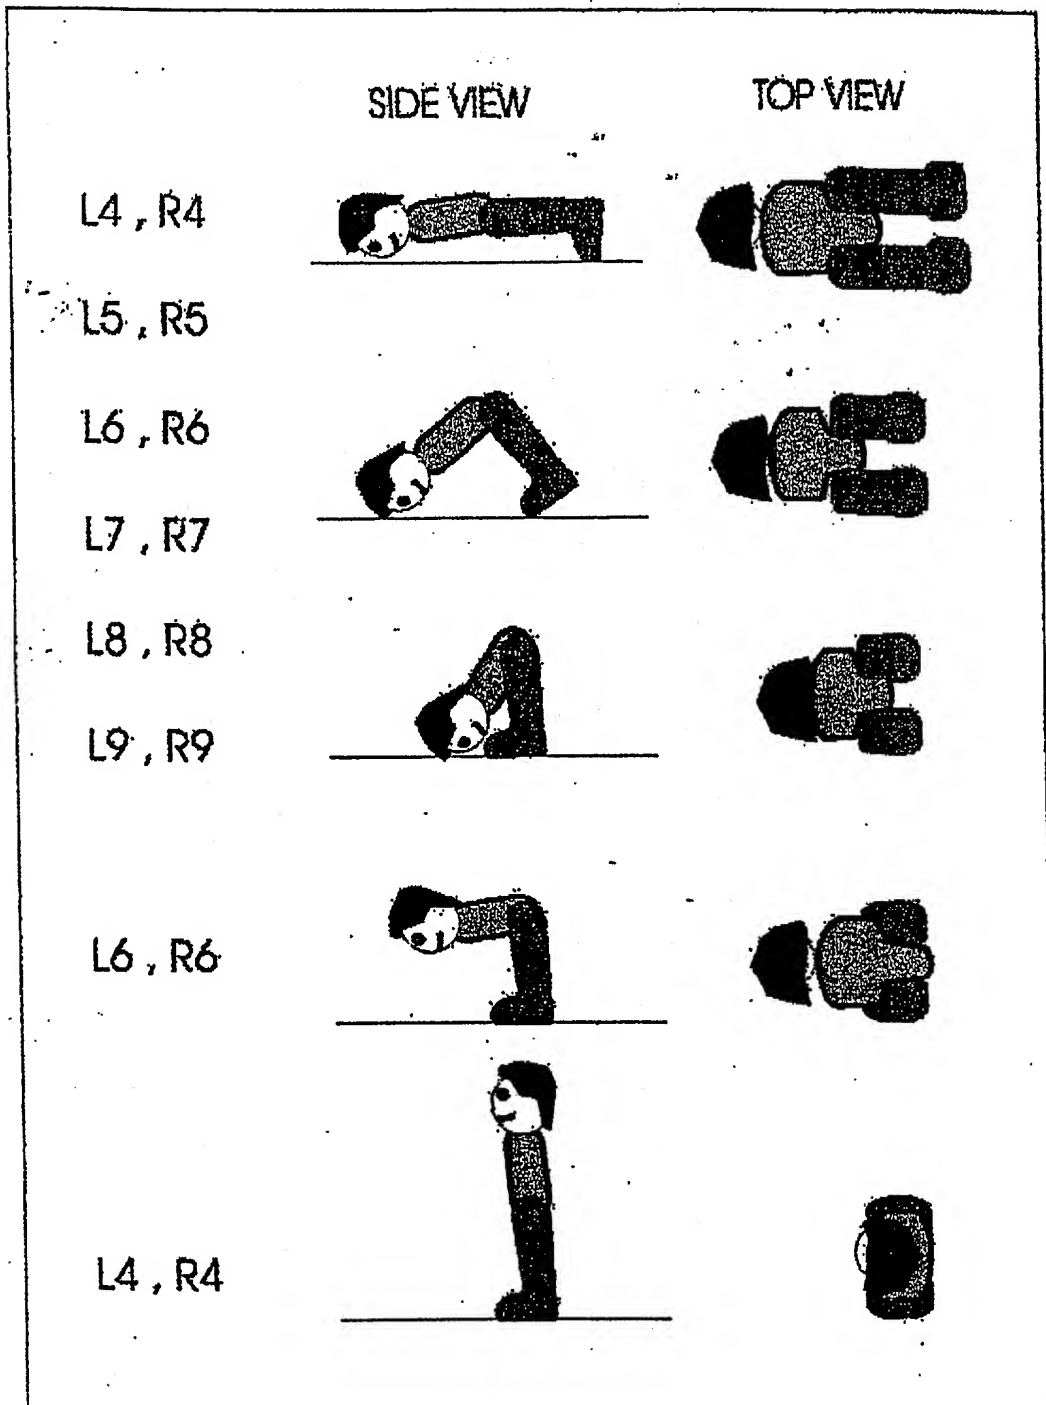 SIDE VIEW TOP VIEW
L4, R4
L5, R5
L6, R6
L7, R7
L8, R8
L9, R9
L6, R6
L4, R4